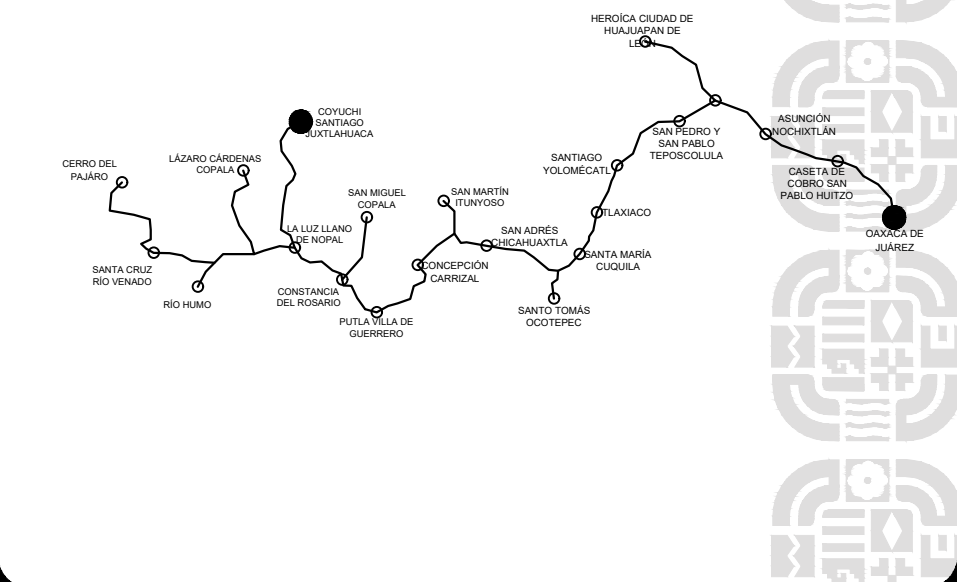 HEROÍCA CIUDAD DE
HUAJUAPAN DE
LEÓN
COYUCHI
SANTIAGO
JUXTLAHUACA
ASUNCIÓN
NOCHIXTLÁN
SAN PEDRO Y
SAN PABLO
TEPOSCOLULA
CERRO DEL
PAJÁRO
LÁZARO CÁRDENAS
COPALA
SANTIAGO
YOLOMÉCATL
CASETA DE
COBRO SAN
PABLO HUITZO
SAN MIGUEL
COPALA
SAN MARTÍN
ITUNYOSO
TLAXIACO
LA LUZ LLANO
DE NOPAL
SAN ADRÉS
CHICAHUAXTLA
OAXACA DE
JUÁREZ
SANTA MARÍA
CUQUILA
SANTA CRUZ
RÍO VENADO
CONCEPCIÓN
CARRIZAL
RÍO HUMO
CONSTANCIA
DEL ROSARIO
SANTO TOMÁS
OCOTEPEC
PUTLA VILLA DE
GUERRERO